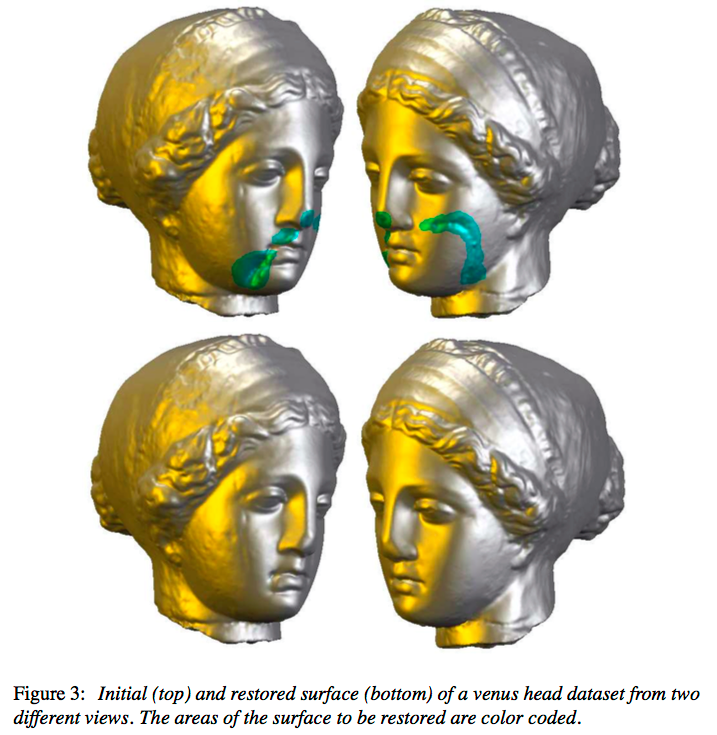 Figure 3: Initial (top) and restored surface (bottom) of a venus head dataset from two
different views. The areas of the surface to be restored are color coded.